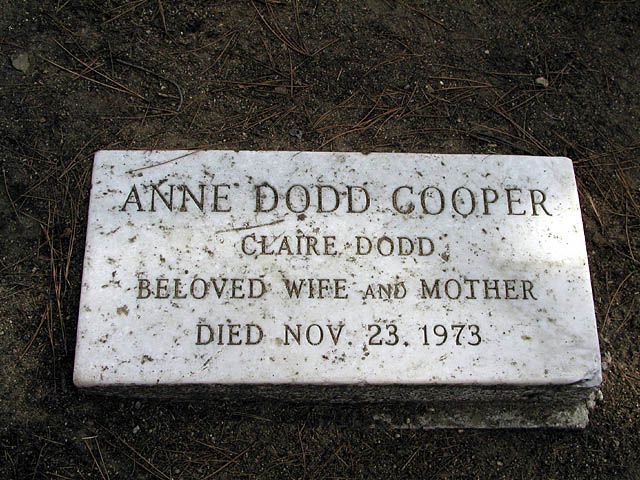 ANNE DODD COOPER
CLAIRE DODD
BELOVED WIFE AND MOTHER
DIED NOV. 23. 1973